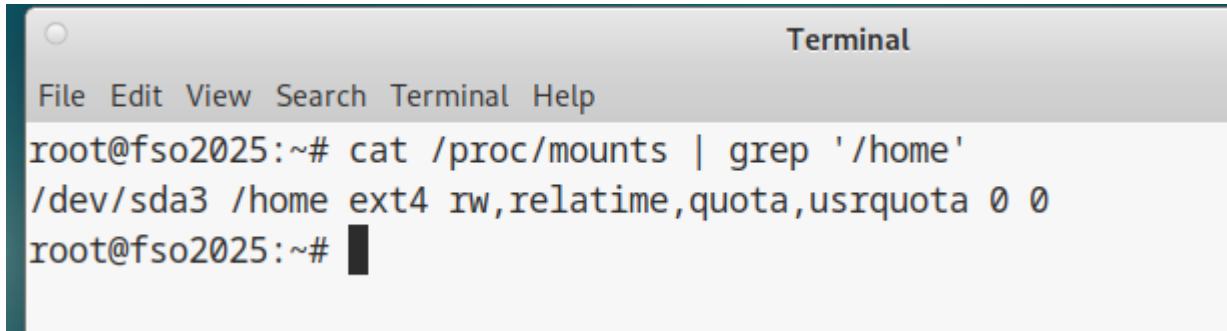 Terminal
File Edit View Search Terminal Help
root@fso2025:~# cat /proc/mounts | grep '/home'
/dev/sda3 /home ext4 rw,relatime,quota,usrquota 0 0
root@fso2025:~#